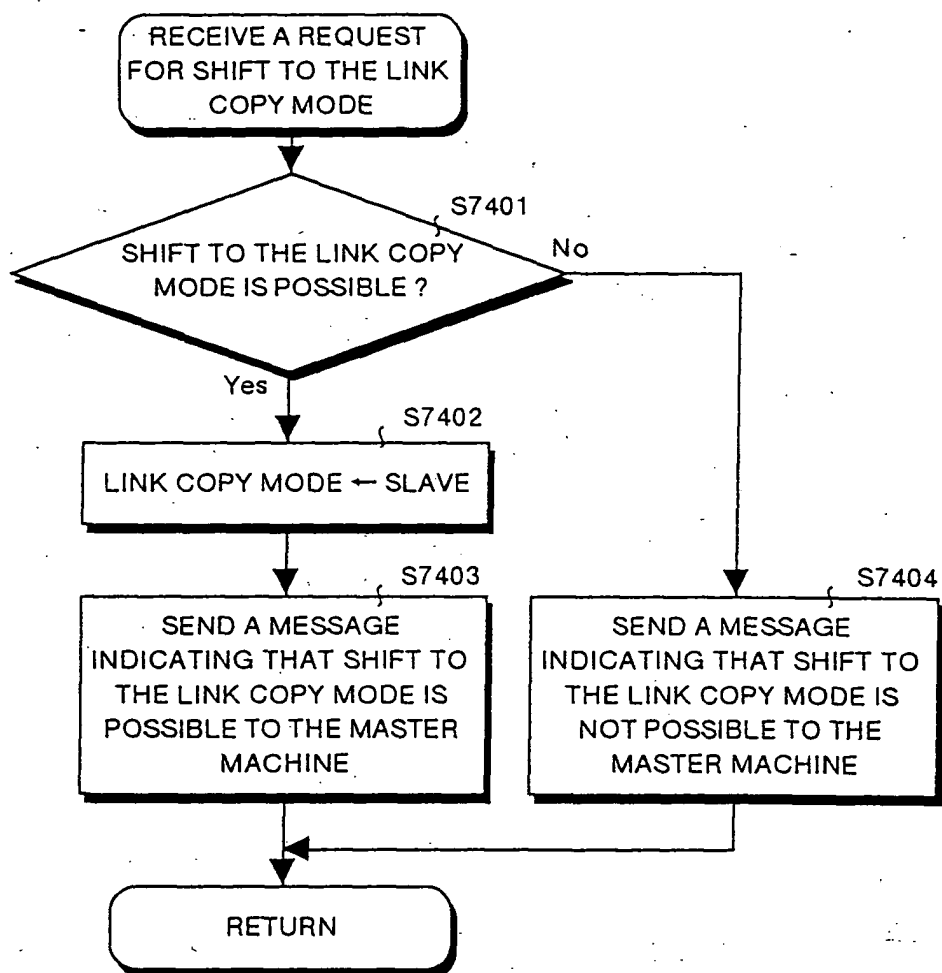 RECEIVE A REQUEST
FOR SHIFT TO THE LINK
COPY MODE
S7401
SHIFT TO THE LINK COPY
MODE IS POSSIBLE ?
No
Yes
S7402
LINK COPY MODE ← SLAVE
S7403
SEND A MESSAGE
INDICATING THAT SHIFT TO
THE LINK COPY MODE IS
POSSIBLE TO THE MASTER
MACHINE
S7404
SEND A MESSAGE
INDICATING THAT SHIFT TO
THE LINK COPY MODE IS
NOT POSSIBLE TO THE
MASTER MACHINE
RETURN